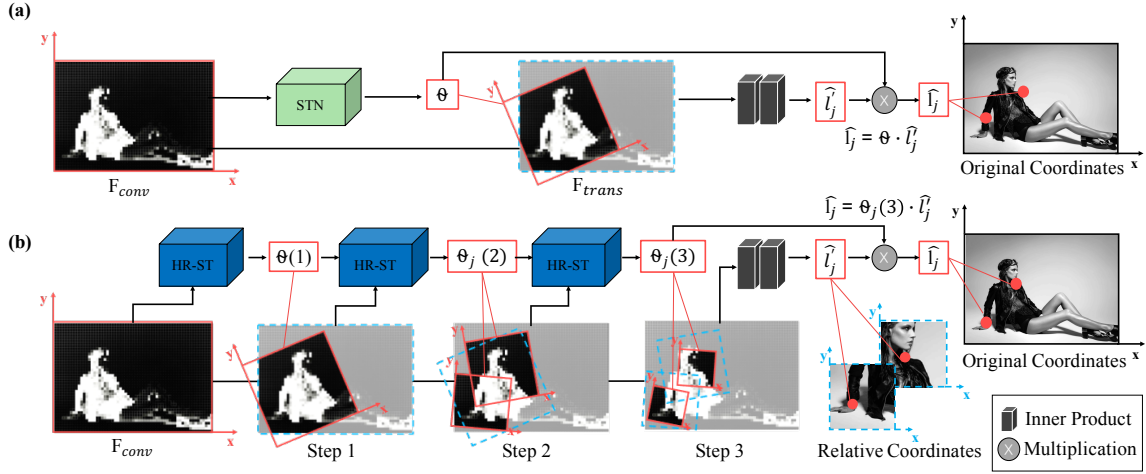 (a)
y
x
F_conv
STN
ϑ
y
x
F_trans
l̂'_j
X
l̂_j
l̂_j = ϑ · l̂'_j
y
x
Original Coordinates
(b)
HR-ST
ϑ(1)
HR-ST
ϑ_j (2)
HR-ST
ϑ_j(3)
l̂_j = ϑ_j(3) · l̂'_j
l̂'_j
X
l̂_j
y
x
F_conv
y
x
Step 1
y
x
y
x
Step 2
Step 3
y
x
y
x
Relative Coordinates
y
x
Original Coordinates
Inner Product
X
Multiplication